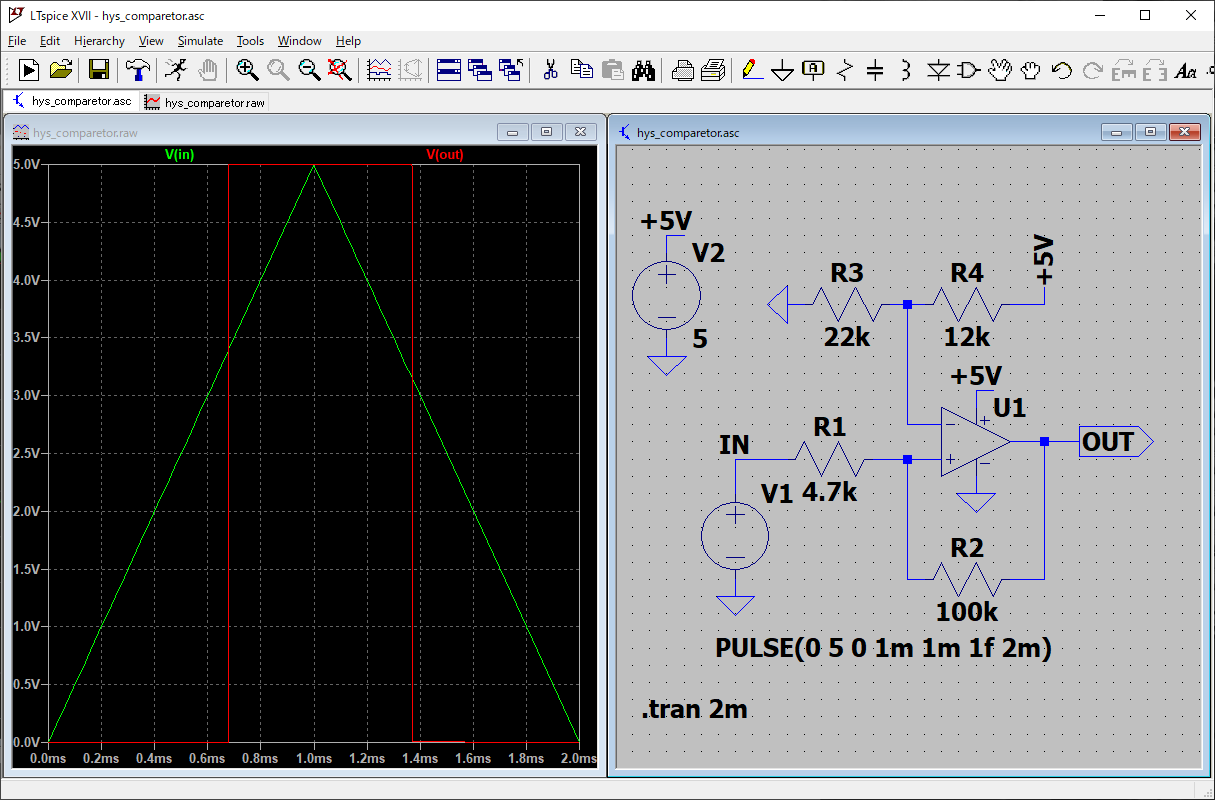 LTspice XVII - hys_comparetor.asc
File Edit Hierarchy View Simulate Tools Window Help
hys_comparetor.asc hys_comparetor.raw
hys_comparetor.raw
V(in) V(out)
5.0V
4.5V
4.0V
3.5V
3.0V
2.5V
2.0V
1.5V
1.0V
0.5V
0.0V
0.0ms 0.2ms 0.4ms 0.6ms 0.8ms 1.0ms 1.2ms 1.4ms 1.6ms 1.8ms 2.0ms
hys_comparetor.asc
+5V
V2
5
R3
22k
R4
12k
+5V
+5V
U1
OUT
IN
R1
4.7k
V1
R2
100k
PULSE(0 5 0 1m 1m 1f 2m)
.tran 2m